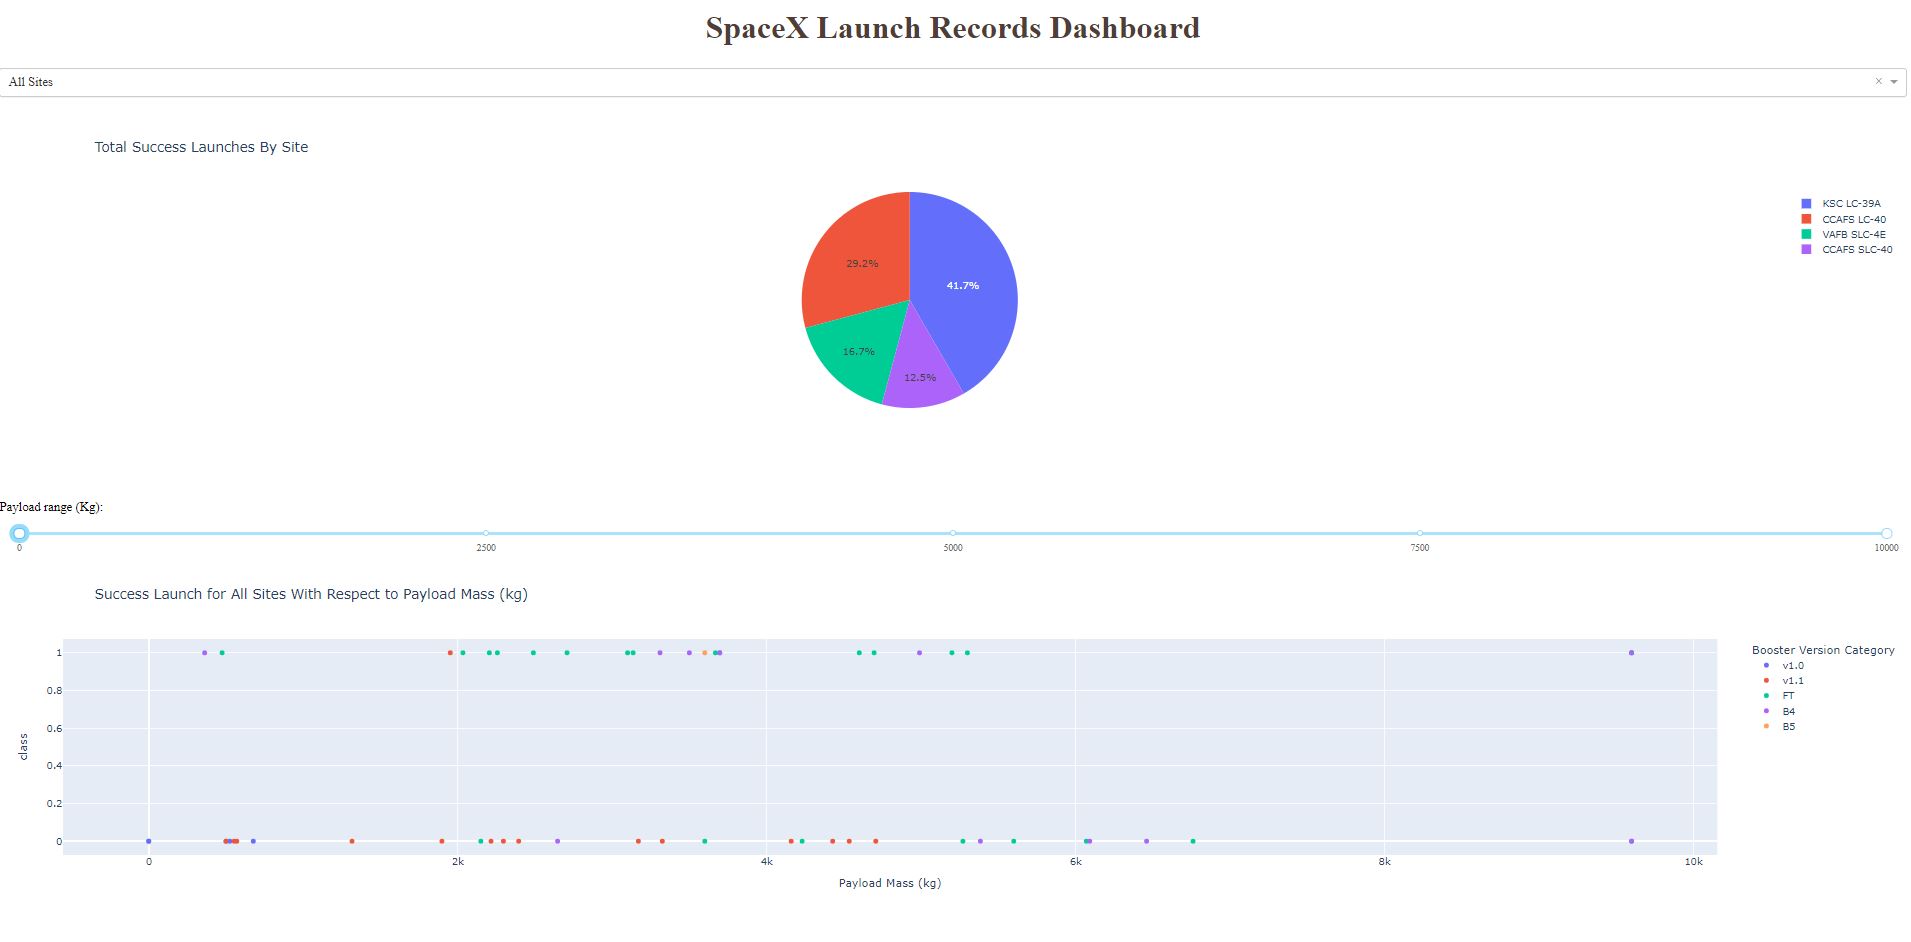 SpaceX Launch Records Dashboard
All Sites
×
Total Success Launches By Site
29.2%
41.7%
16.7%
12.5%
KSC LC-39A
CCAFS LC-40
VAFB SLC-4E
CCAFS SLC-40
Payload range (Kg):
0 2500 5000 7500 10000
Success Launch for All Sites With Respect to Payload Mass (kg)
class
1
0.8
0.6
0.4
0.2
0
0 2k 4k 6k 8k 10k
Payload Mass (kg)
Booster Version Category
v1.0
v1.1
FT
B4
B5